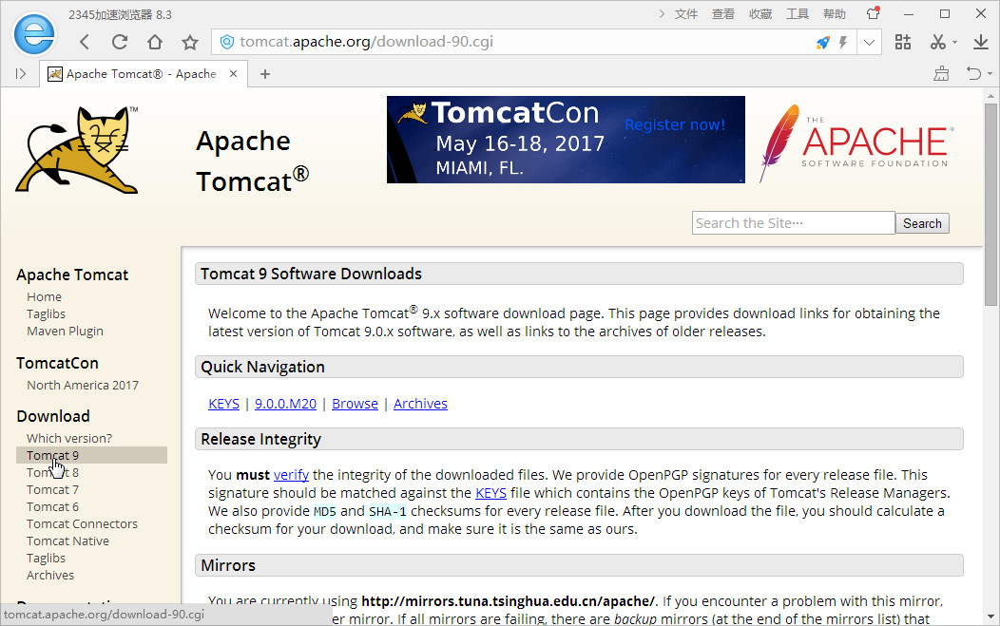 2345加速浏览器 8.3
文件 查看 收藏 工具 帮助
tomcat.apache.org/download-90.cgi
Apache Tomcat® - Apache
TM
Apache
Tomcat®
TomcatCon
Register now!
May 16-18, 2017
MIAMI, FL.
THE
APACHE®
SOFTWARE FOUNDATION
Search the Site···
Search
Apache Tomcat
Home
Taglibs
Maven Plugin
TomcatCon
North America 2017
Download
Which version?
Tomcat 9
Tomcat 8
Tomcat 7
Tomcat 6
Tomcat Connectors
Tomcat Native
Taglibs
Archives
Tomcat 9 Software Downloads
Welcome to the Apache Tomcat® 9.x software download page. This page provides download links for obtaining the
latest version of Tomcat 9.0.x software, as well as links to the archives of older releases.
Quick Navigation
KEYS | 9.0.0.M20 | Browse | Archives
Release Integrity
You must verify the integrity of the downloaded files. We provide OpenPGP signatures for every release file. This
signature should be matched against the KEYS file which contains the OpenPGP keys of Tomcat's Release Managers.
We also provide MD5 and SHA-1 checksums for every release file. After you download the file, you should calculate a
checksum for your download, and make sure it is the same as ours.
Mirrors
You are currently using http://mirrors.tuna.tsinghua.edu.cn/apache/. If you encounter a problem with this mirror,
er mirror. If all mirrors are failing, there are backup mirrors (at the end of the mirrors list) that
tomcat.apache.org/download-90.cgi